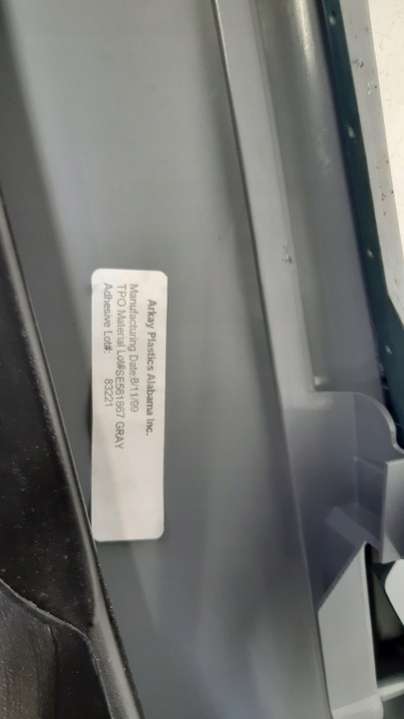 Arkay Plastics Alabama Inc.
Manufacturing Date:8/11/99
TPO Material Lot#SE561867 GRAY
Adhesive Lot#: 83221